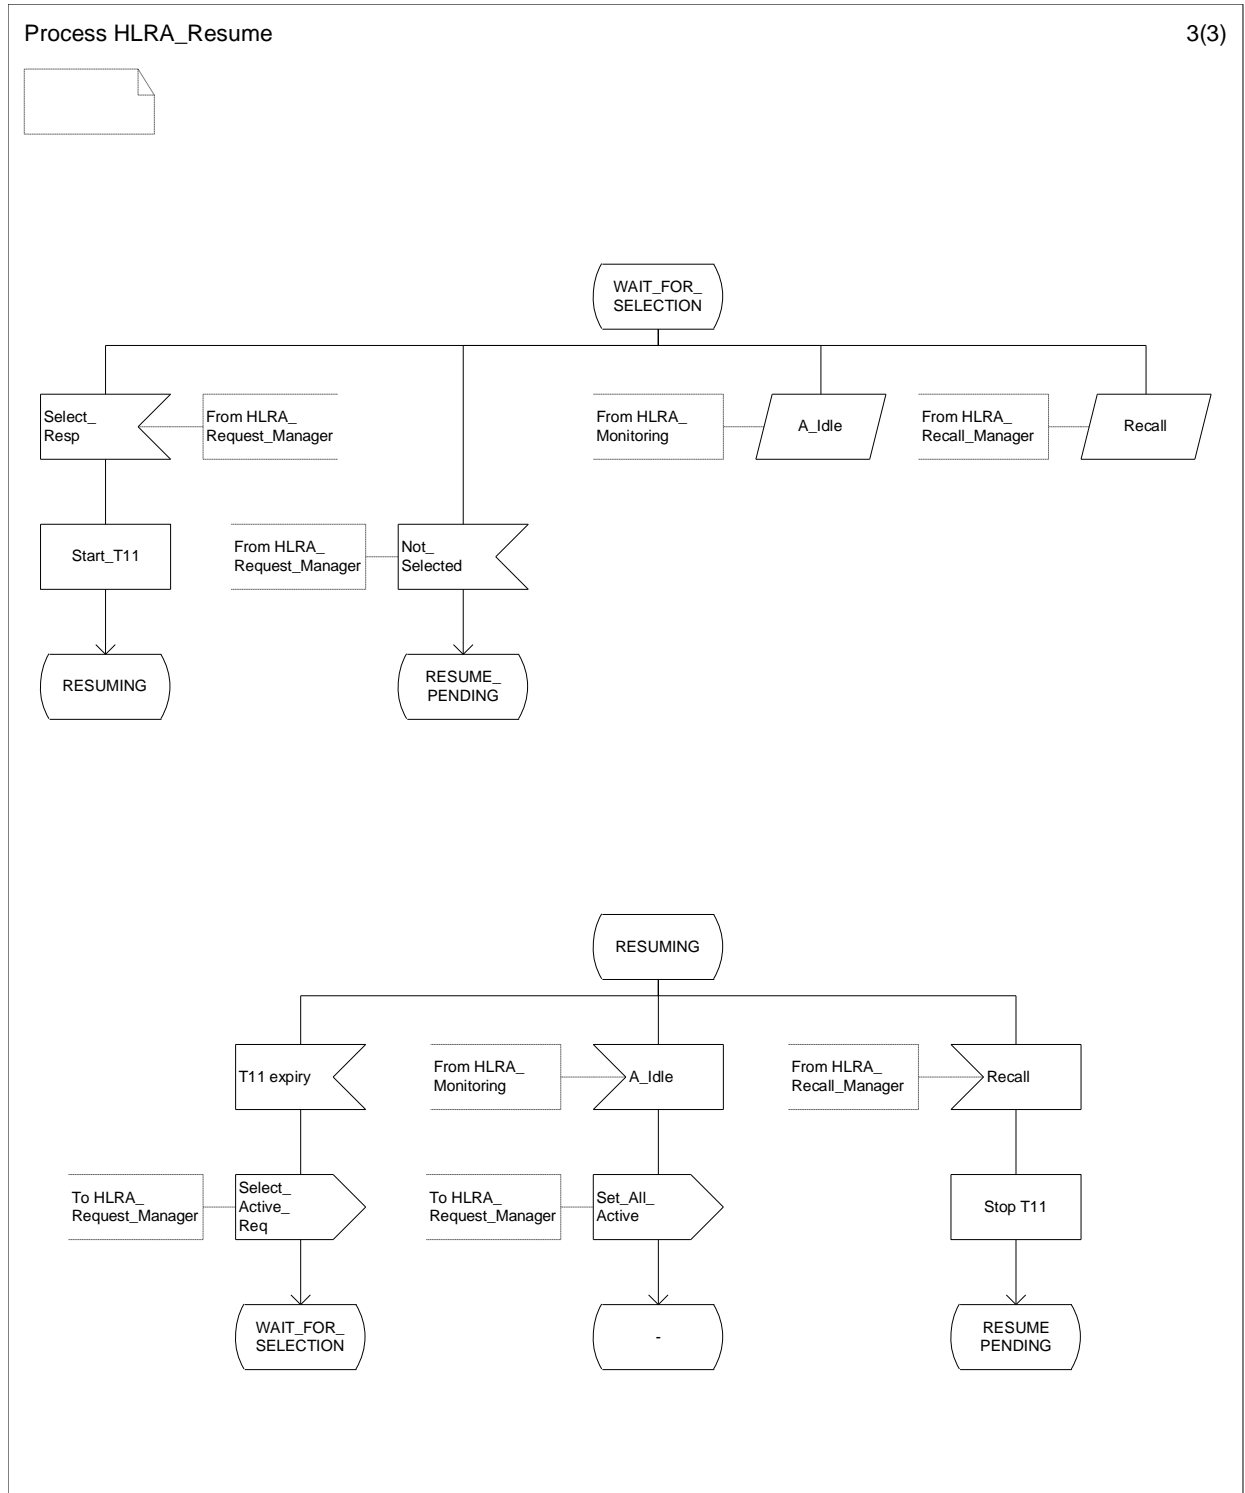 Process HLRA_Resume
3(3)
WAIT_FOR_
SELECTION
Select_
Resp
From HLRA_
Request_Manager
From HLRA_
Monitoring
A_Idle
From HLRA_
Recall_Manager
Recall
Start_T11
From HLRA_
Request_Manager
Not_
Selected
RESUMING
RESUME_
PENDING
RESUMING
T11 expiry
From HLRA_
Monitoring
A_Idle
From HLRA_
Recall_Manager
Recall
To HLRA_
Request_Manager
Select_
Active_
Req
To HLRA_
Request_Manager
Set_All_
Active
Stop T11
WAIT_FOR_
SELECTION
-
RESUME
PENDING